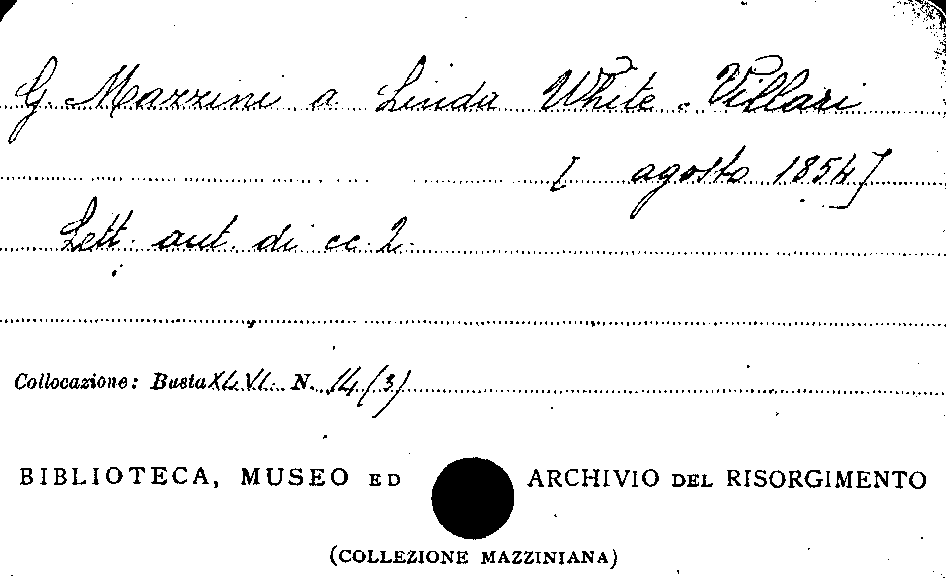 G. Mazzini a Linda White-Villari
[ agosto 1854]
Lett. aut. di cc. 2.
Collocazione: Busta XLVI. N. 14 (3)
BIBLIOTECA, MUSEO ED ARCHIVIO DEL RISORGIMENTO
(COLLEZIONE MAZZINIANA)